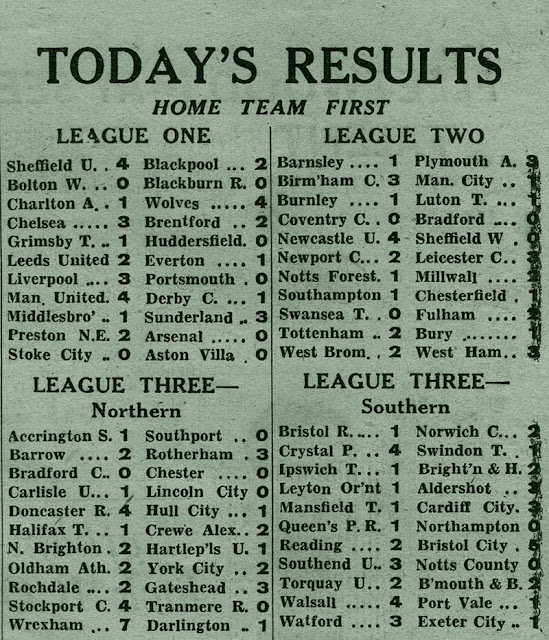 TODAY'S RESULTS
HOME TEAM FIRST
LEAGUE ONE
Sheffield U. . 4 Blackpool ... 2
Bolton W. .. 0 Blackburn R. 0
Charlton A. . 1 Wolves ..... 4
Chelsea ..... 3 Brentford .. 2
Grimsby T. .. 1 Huddersfield. 0
Leeds United 2 Everton .... 1
Liverpool ... 3 Portsmouth . 0
Man. United. 4 Derby C. ... 1
Middlesbro' .. 1 Sunderland .. 3
Preston N.E. 2 Arsenal ..... 0
Stoke City .. 0 Aston Villa . 0
LEAGUE TWO
Barnsley .... 1 Plymouth A. 3
Birm'ham C. 3 Man. City .. 1
Burnley .... 1 Luton T. ... 1
Coventry C. . 0 Bradford .... 0
Newcastle U. 4 Sheffield W . 0
Newport C... 2 Leicester C.. 3
Notts Forest. 1 Millwall ....
Southampton 1 Chesterfield . 1
Swansea T. . 0 Fulham ....
Tottenham .. 2 Bury ........ 1
West Brom. . 2 West Ham.. 3
LEAGUE THREE—
Northern
Accrington S. 1 Southport .. 0
Barrow .... 2 Rotherham . 3
Bradford C.. 0 Chester .... 0
Carlisle U... 1 Lincoln City 0
Doncaster R. 4 Hull City ... 1
Halifax T. .. 1 Crewe Alex.. 2
N. Brighton . 2 Hartlep'ls U. 1
Oldham Ath. 2 York City .. 2
Rochdale ... 2 Gateshead .. 3
Stockport C. 4 Tranmere R. 0
Wrexham ... 7 Darlington .. 1
LEAGUE THREE—
Southern
Bristol R.... 1 Norwich C... 2
Crystal P. .. 4 Swindon T. . 1
Ipswich T. .. 1 Bright'n & H. 2
Leyton Or'nt 1 Aldershot ..
Mansfield T. 1 Cardiff City. 3
Queen's P. R. 1 Northampton 0
Reading .... 2 Bristol City .
Southend U.. 3 Notts County 0
Torquay U.. 2 B'mouth & B. 2
Walsall ..... 4 Port Vale ... 1
Watford .... 3 Exeter City .. 1